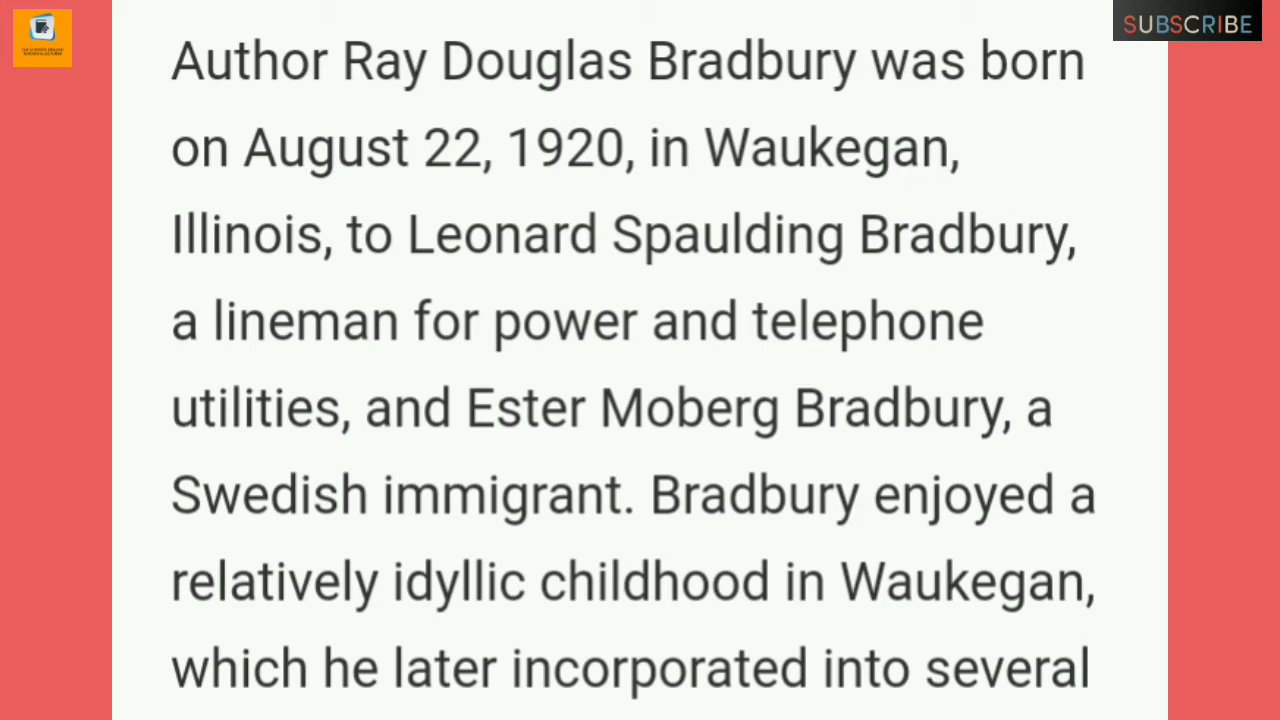 SUBSCRIBE
Author Ray Douglas Bradbury was born
on August 22, 1920, in Waukegan,
Illinois, to Leonard Spaulding Bradbury,
a lineman for power and telephone
utilities, and Ester Moberg Bradbury, a
Swedish immigrant. Bradbury enjoyed a
relatively idyllic childhood in Waukegan,
which he later incorporated into several